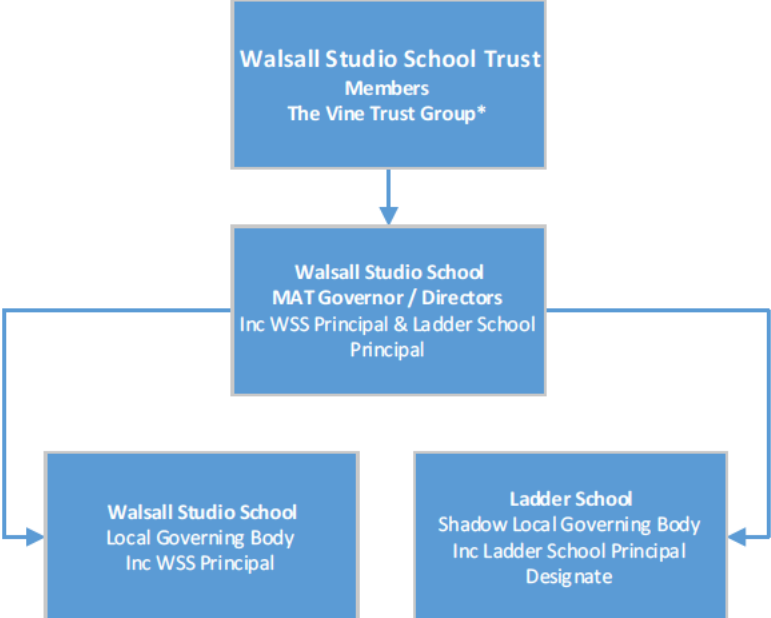 Walsall Studio School Trust
Members
The Vine Trust Group*
Walsall Studio School
MAT Governor / Directors
Inc WSS Principal & Ladder School
Principal
Walsall Studio School
Local Governing Body
Inc WSS Principal
Ladder School
Shadow Local Governing Body
Inc Ladder School Principal
Designate